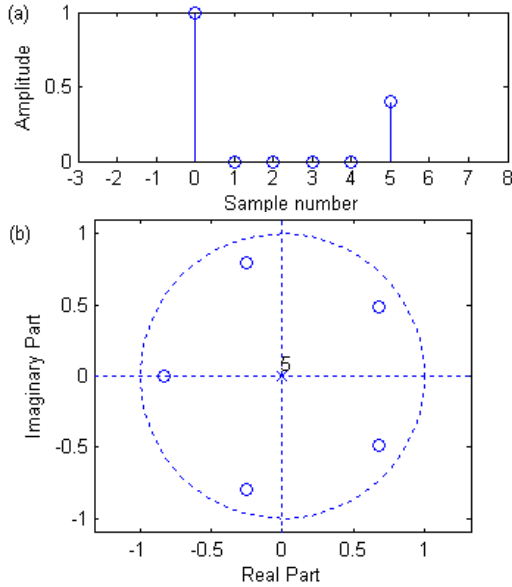 (a)
Amplitude
1
0.5
0
-3 -2 -1 0 1 2 3 4 5 6 7 8
Sample number
(b)
Imaginary Part
1
0.5
0
-0.5
-1
5
-1 -0.5 0 0.5 1
Real Part